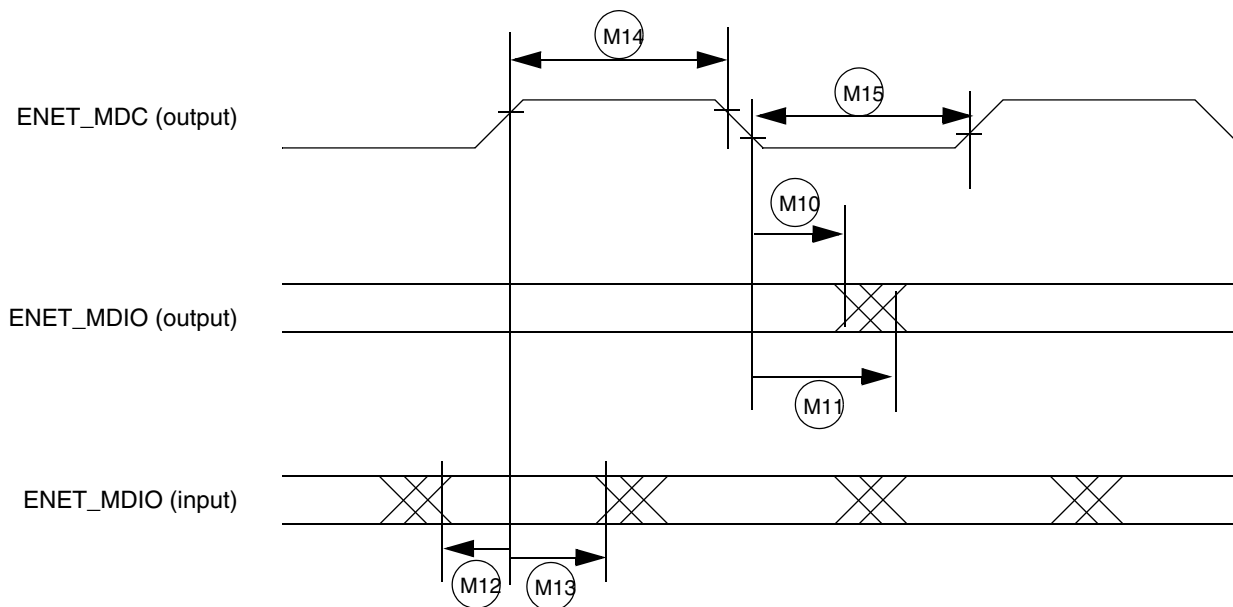 M14
ENET_MDC (output)
M15
M10
ENET_MDIO (output)
M11
ENET_MDIO (input)
M12
M13